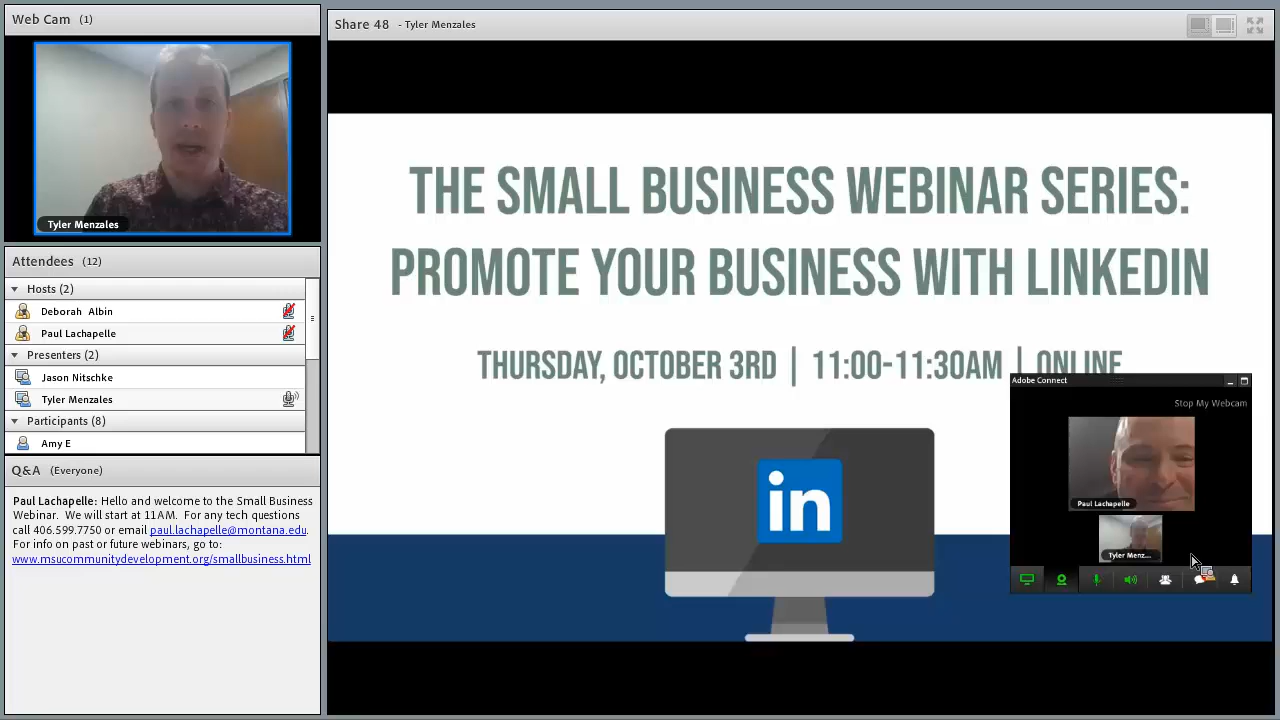 Web Cam (1)
Tyler Menzales
Attendees (12)
Hosts (2)
Deborah Albin
Paul Lachapelle
Presenters (2)
Jason Nitschke
Tyler Menzales
Participants (8)
Amy E
Q&A (Everyone)
Paul Lachapelle: Hello and welcome to the Small Business
Webinar. We will start at 11AM. For any tech questions
call 406.599.7750 or email paul.lachapelle@montana.edu.
For info on past or future webinars, go to:
www.msucommunitydevelopment.org/smallbusiness.html
Share 48 - Tyler Menzales
THE SMALL BUSINESS WEBINAR SERIES:
PROMOTE YOUR BUSINESS WITH LINKEDIN
THURSDAY, OCTOBER 3RD | 11:00-11:30AM | ONLINE
in
Adobe Connect
Stop My Webcam
Paul Lachapelle
Tyler Menz...